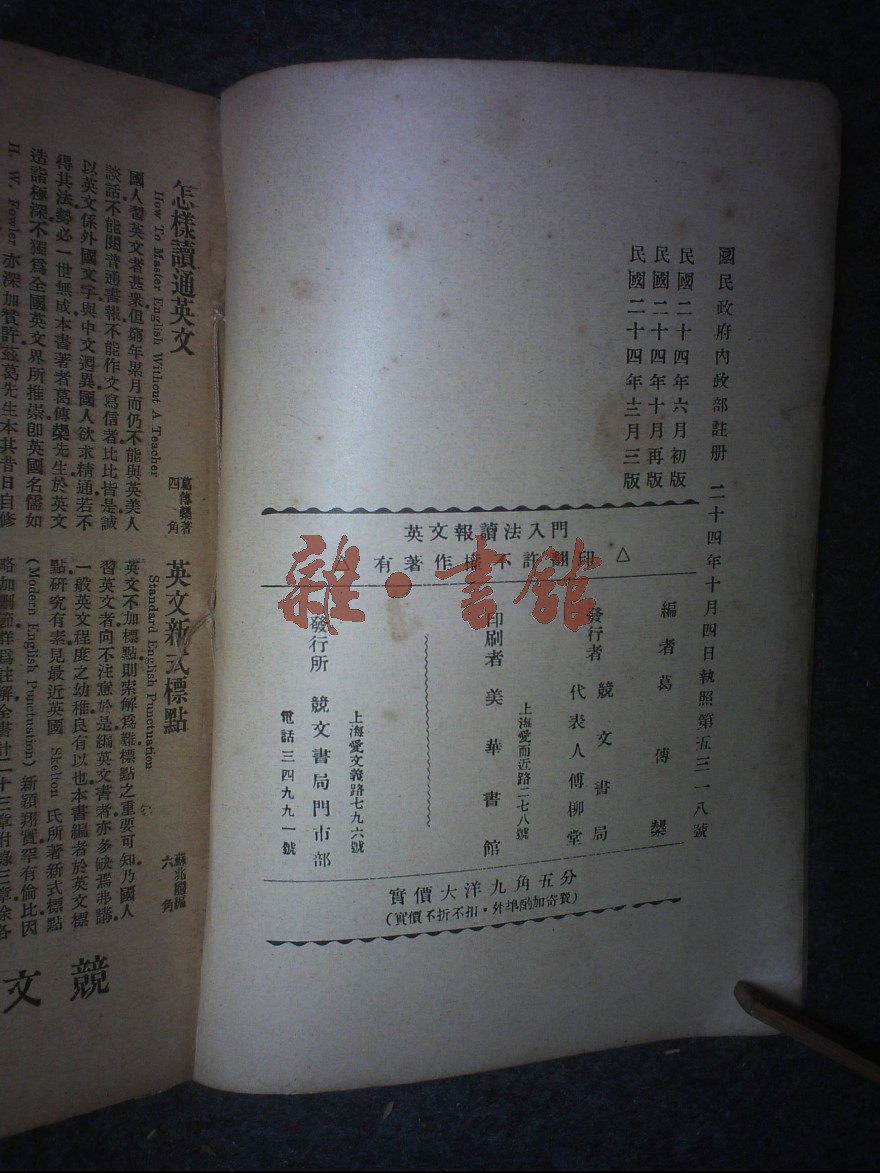 國民政府內政部註册 二十四年十月四日執照第五三一八號
民國二十四年六月初版
民國二十四年十月再版
民國二十四年十二月三版
英文報讀法入門
△ 有著作權不許翻印 △
編者 葛傳槼
發行者 競文書局
代表人傅柳堂
上海愛而近路二七八號
印刷者 美華書館
上海愛文義路七九六號
發行所 競文書局門市部
電話三四九九一號
實價大洋九角五分
(實價不折不扣·外埠酌加寄費)
雜·書館
怎樣讀通英文
How To Master English Without A Teacher
葛傳槼著
四角
國人習英文者甚衆但窮年累月而仍不能與英美人
談話不能閱普通書報不能作文寫信者比比皆是誠
以英文係外國文字與中文迥異國人欲求精通若不
得其法勢必一世無成本書著者葛傳槼先生於英文
造詣極深不獨爲全國英文界所推崇卽英國名儒如
H. W. Fowler 亦深加贊許茲葛先生本其昔日自修
英文新式標點
Standard English Punctuation
蘇兆龍編
六角
英文不加標點則索解爲難標點之重要可知乃國人
習英文者向不注意於是編英文書者亦多缺焉弗講
一般英文程度之幼稚良有以也本書編者於英文標
點研究有素見最近英國 Skelton 氏所著新式標點
(Modern English Punctuation) 新穎翔實罕有倫比因
略加刪節詳爲註解全書計二十三章附錄三章除各
競文